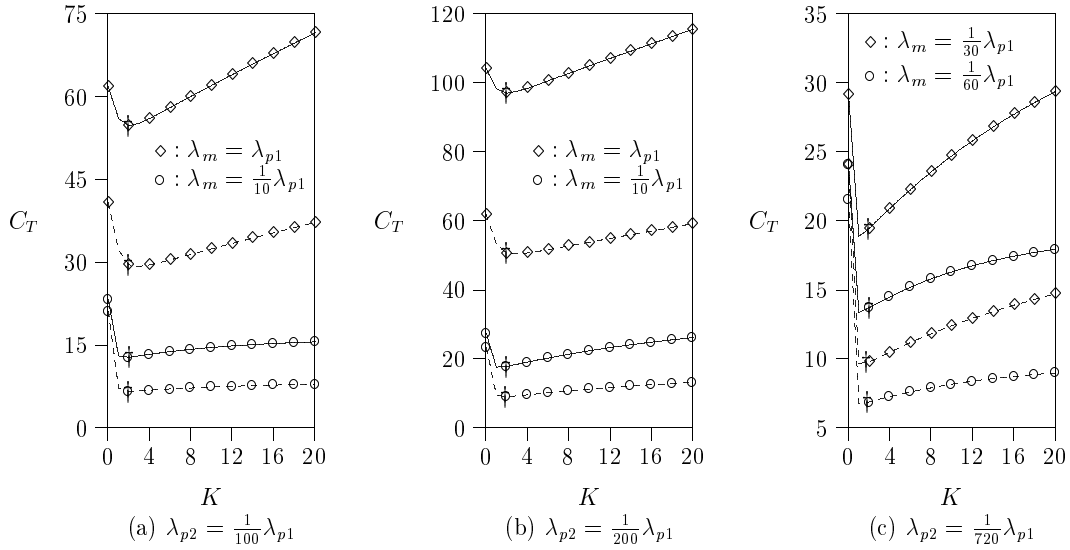 75
60
45
30
15
0
C_T
◇ : λ_m = λ_{p1}
○ : λ_m = 1/10 λ_{p1}
0 4 8 12 16 20
K
(a) λ_{p2} = 1/100 λ_{p1}
120
100
80
60
40
20
0
C_T
◇ : λ_m = λ_{p1}
○ : λ_m = 1/10 λ_{p1}
0 4 8 12 16 20
K
(b) λ_{p2} = 1/200 λ_{p1}
35
30
25
20
15
10
5
C_T
◇ : λ_m = 1/30 λ_{p1}
○ : λ_m = 1/60 λ_{p1}
0 4 8 12 16 20
K
(c) λ_{p2} = 1/720 λ_{p1}